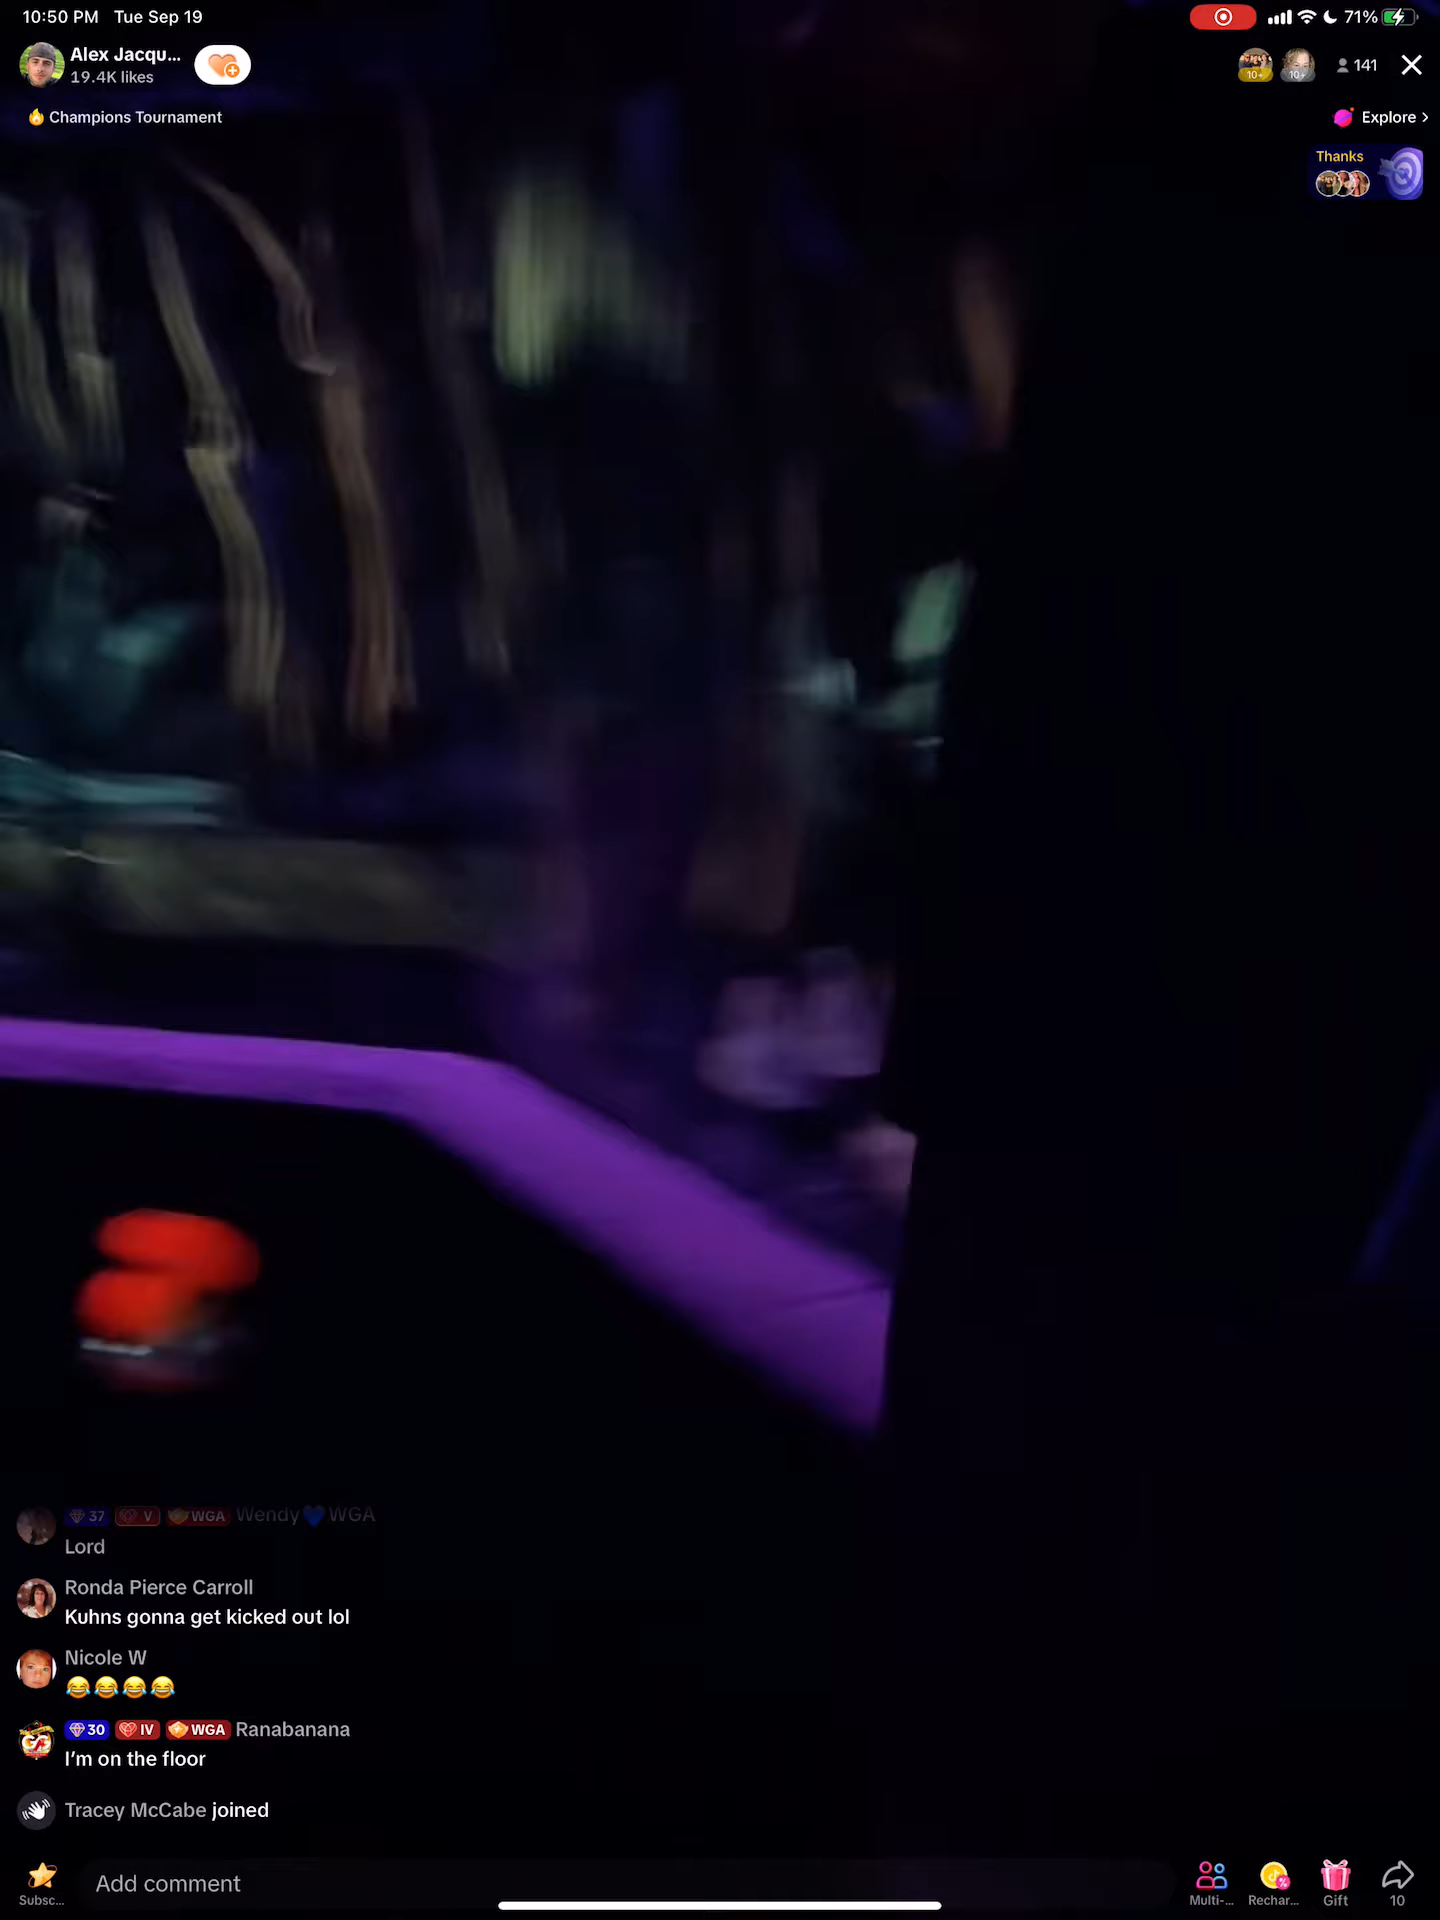 10:50 PM Tue Sep 19
71%
Alex Jacqu...
19.4K likes
10+
10+
141
🔥 Champions Tournament
Explore >
Thanks
37 V WGA Wendy💙WGA
Lord
Ronda Pierce Carroll
Kuhns gonna get kicked out lol
Nicole W
😂😂😂😂
30 IV WGA Ranabanana
I'm on the floor
Tracey McCabe joined
Add comment
Subsc...
Multi-...
Rechar...
Gift
10